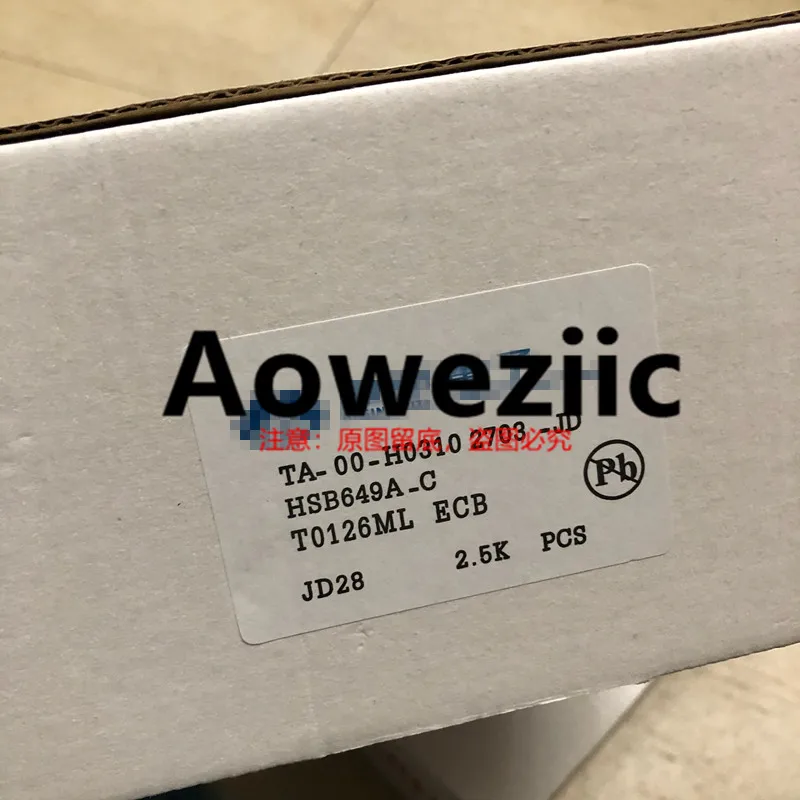 Aowezjic
注意：原图留底，盗图必究
TA-00-H0310 2703-JD
HSB649A-C
Pb
T0126ML ECB
JD28 2.5K PCS